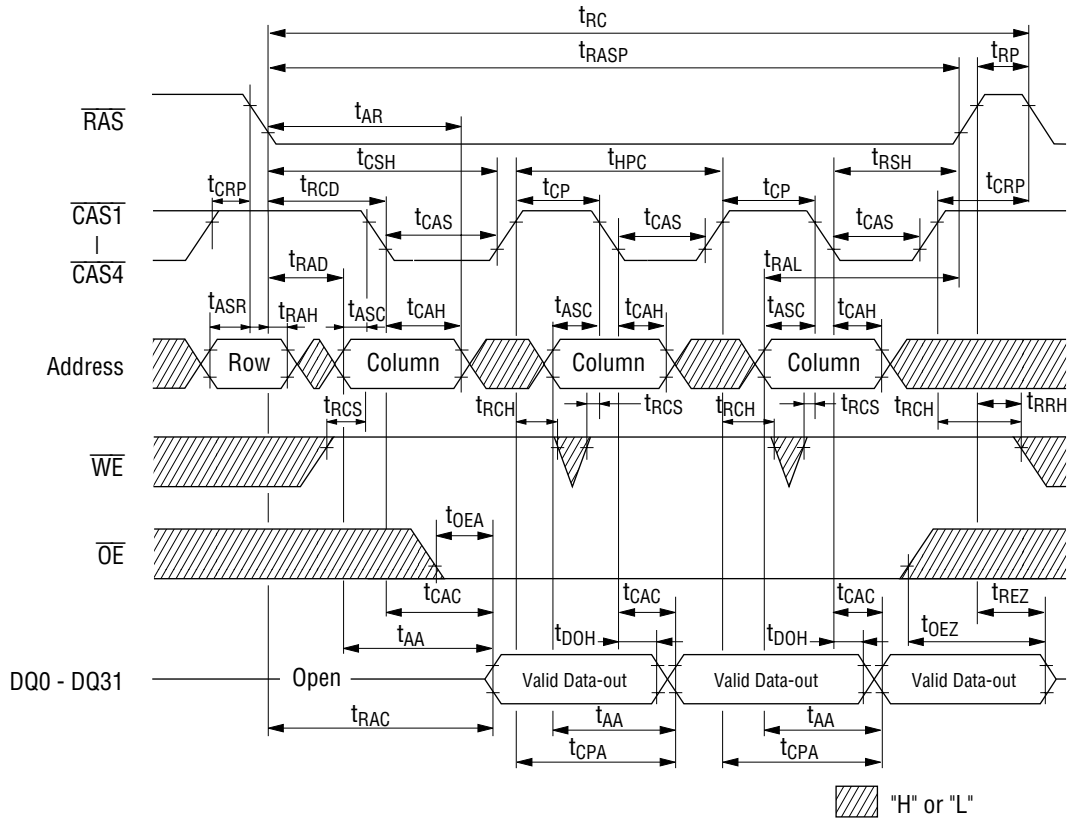 tRC
tRASP
tRP
RAS
tAR
tCSH
tHPC
tRSH
tCRP
tRCD
tCP
tCP
tCRP
CAS1
CAS4
tCAS
tCAS
tCAS
tRAD
tRAL
tASR
tRAH
tASC
tCAH
tASC
tCAH
tASC
tCAH
Address
Row
Column
Column
Column
tRCS
tRCH
tRCS
tRCH
tRCS
tRCH
tRRH
WE
tOEA
OE
tCAC
tCAC
tCAC
tREZ
tAA
tDOH
tDOH
tOEZ
DQ0 - DQ31
Open
Valid Data-out
Valid Data-out
Valid Data-out
tRAC
tAA
tAA
tCPA
tCPA
"H" or "L"